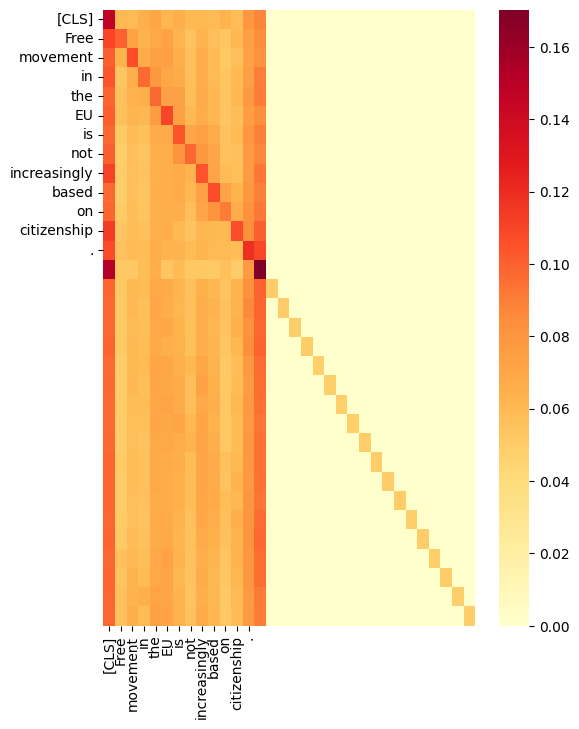 [CLS]
Free
movement
in
the
EU
is
not
increasingly
based
on
citizenship
.
[CLS]
Free
movement
in
the
EU
is
not
increasingly
based
on
citizenship
.
0.16
0.14
0.12
0.10
0.08
0.06
0.04
0.02
0.00